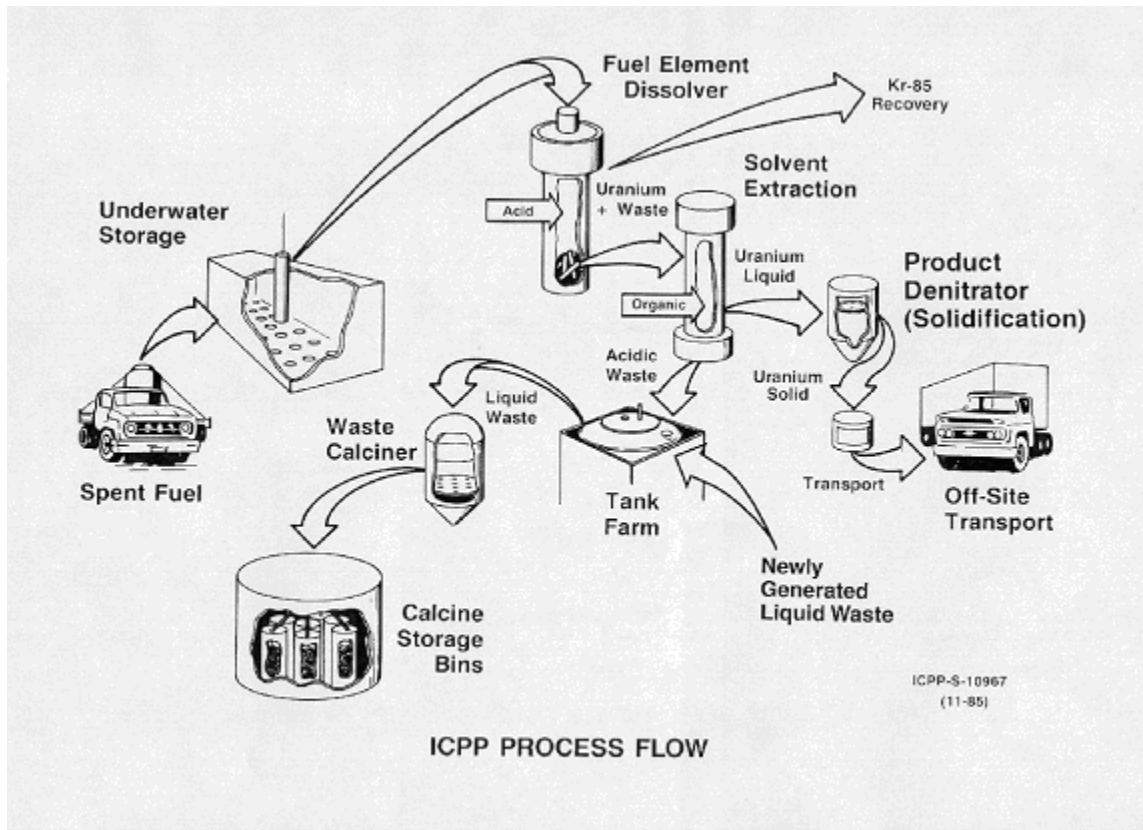 Fuel Element
Dissolver
Kr-85
Recovery
Solvent
Extraction
Underwater
Storage
Acid
Uranium
+ Waste
Uranium
Liquid
Product
Denitrator
(Solidification)
Organic
Acidic
Waste
Uranium
Solid
Liquid
Waste
Waste
Calciner
Spent Fuel
Tank
Farm
Transport
Off-Site
Transport
Newly
Generated
Liquid Waste
Calcine
Storage
Bins
ICPP-S-10967
(11-85)
ICPP PROCESS FLOW